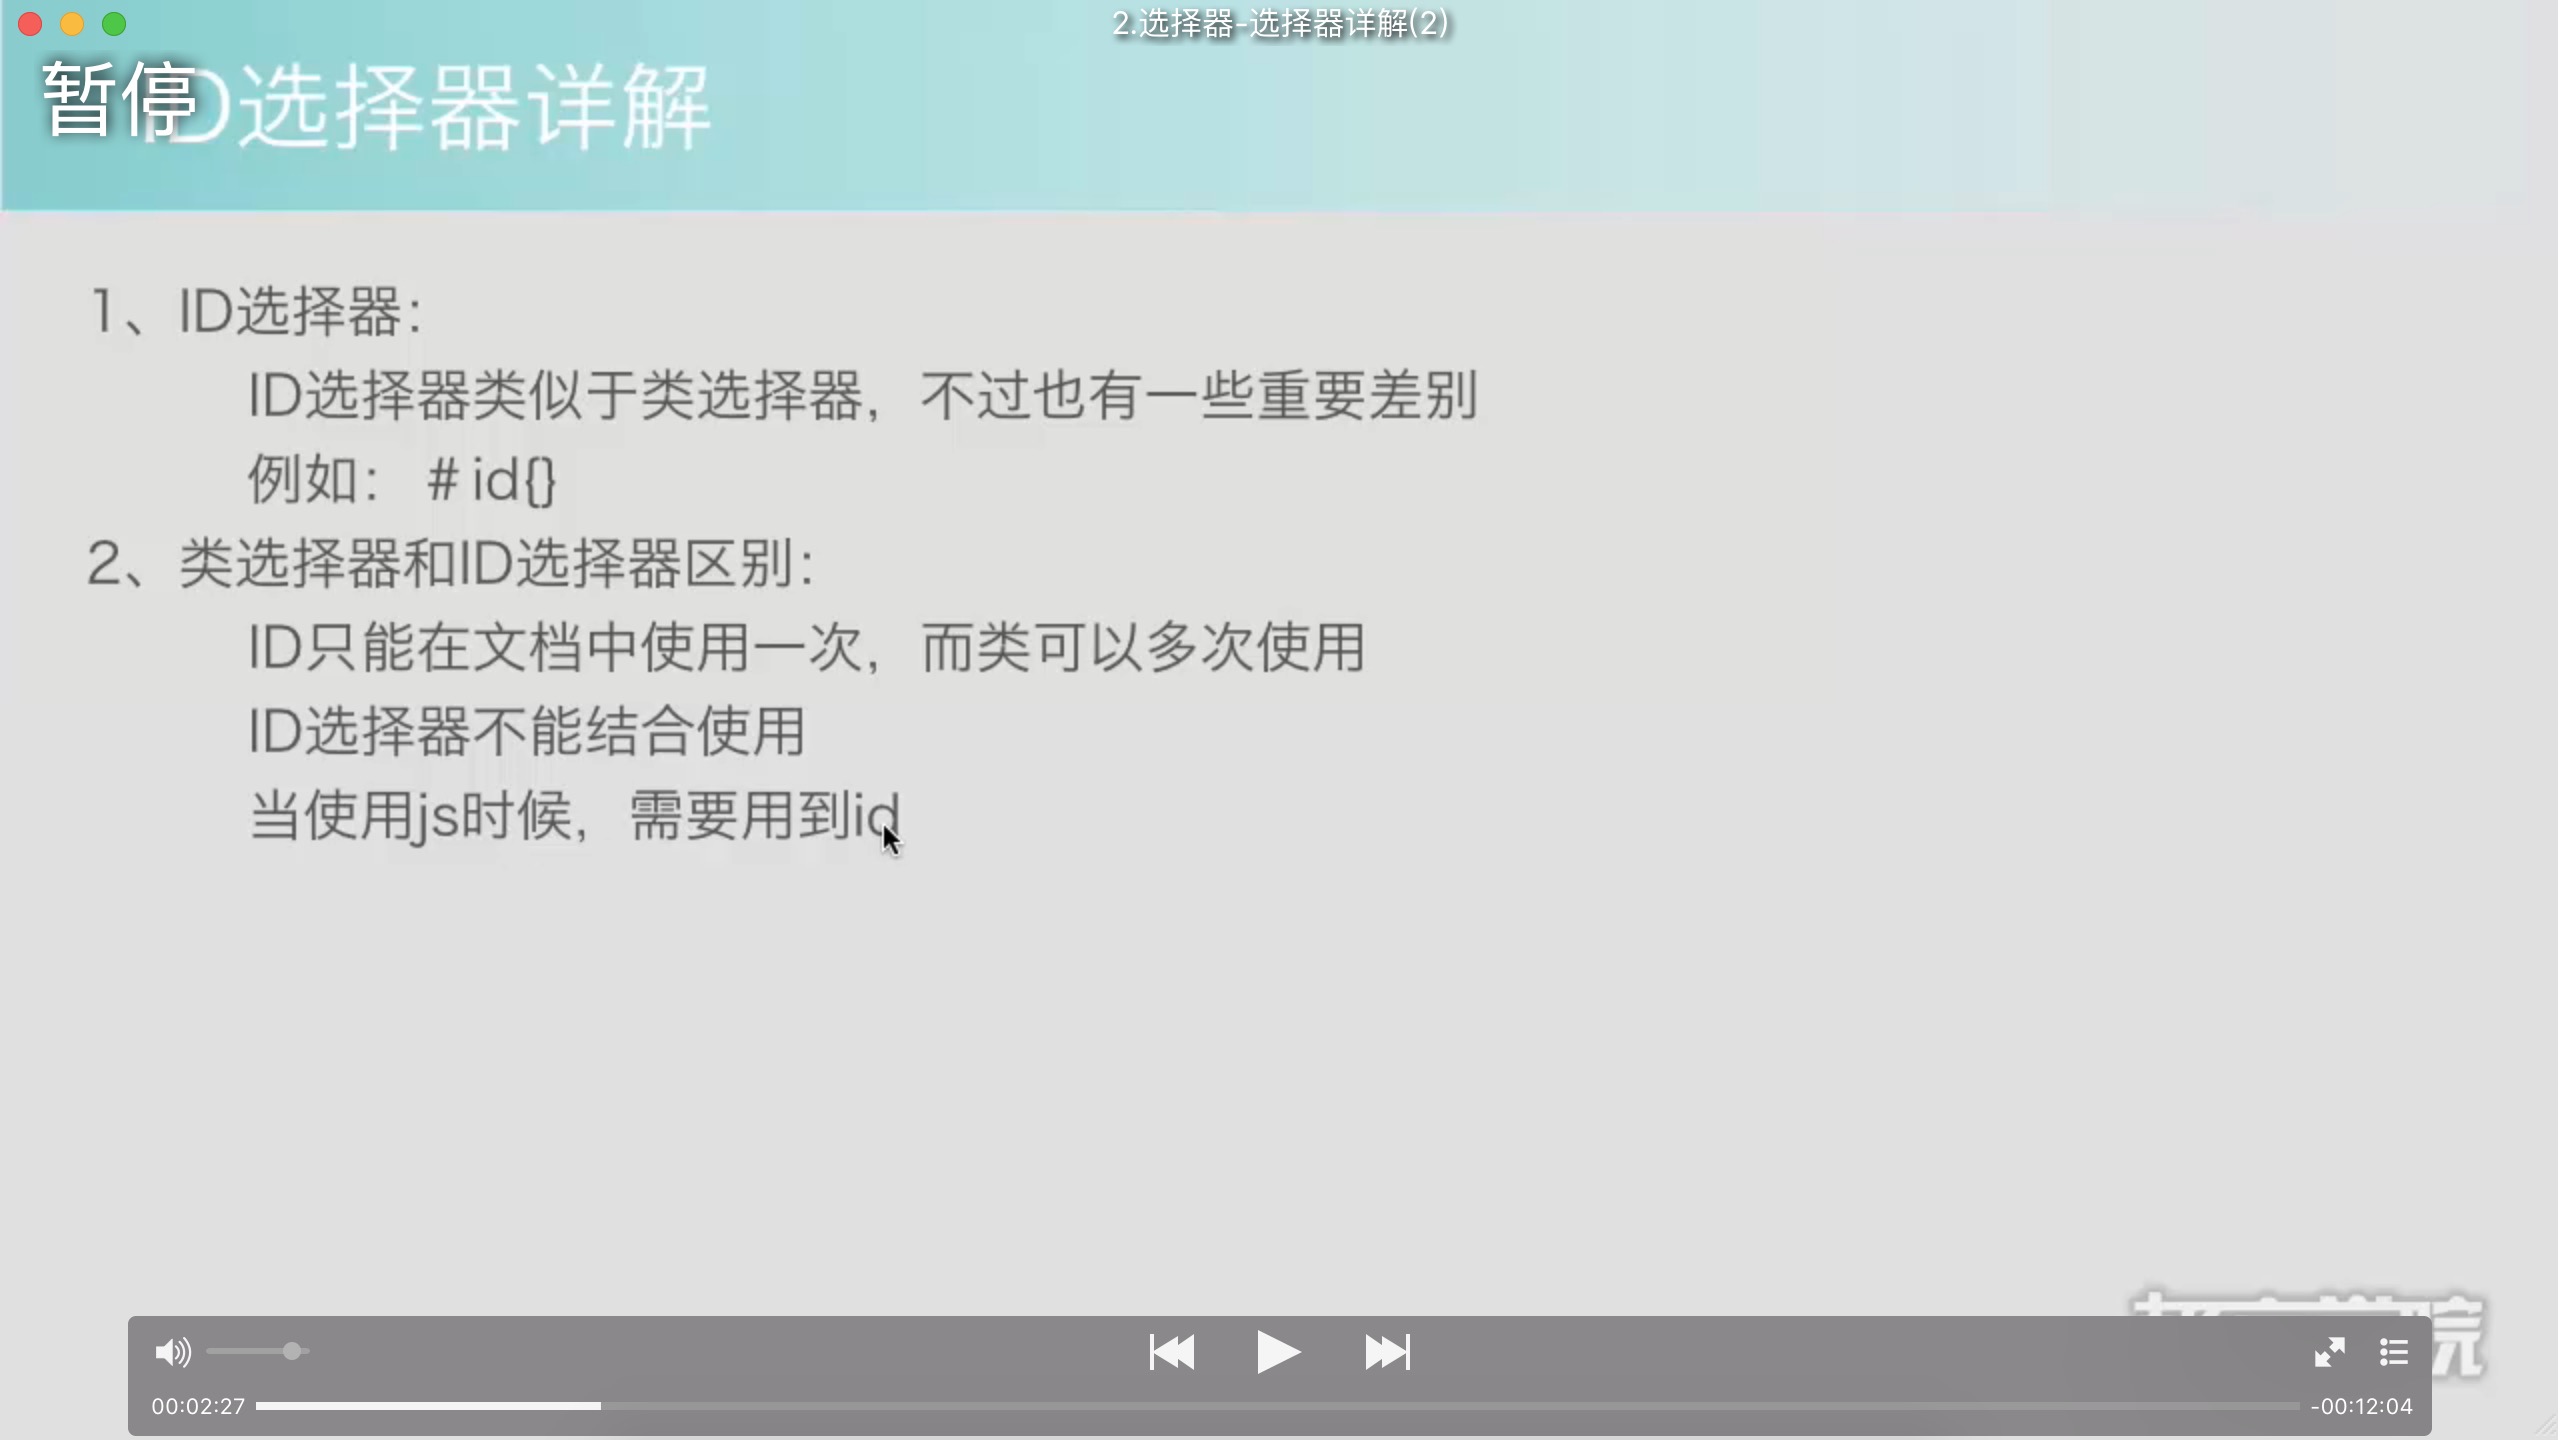 2.选择器-选择器详解(2)
暂停
ID选择器详解
1、ID选择器：
ID选择器类似于类选择器，不过也有一些重要差别
例如： # id{}
2、类选择器和ID选择器区别：
ID只能在文档中使用一次，而类可以多次使用
ID选择器不能结合使用
当使用js时候，需要用到id
院
00:02:27
-00:12:04